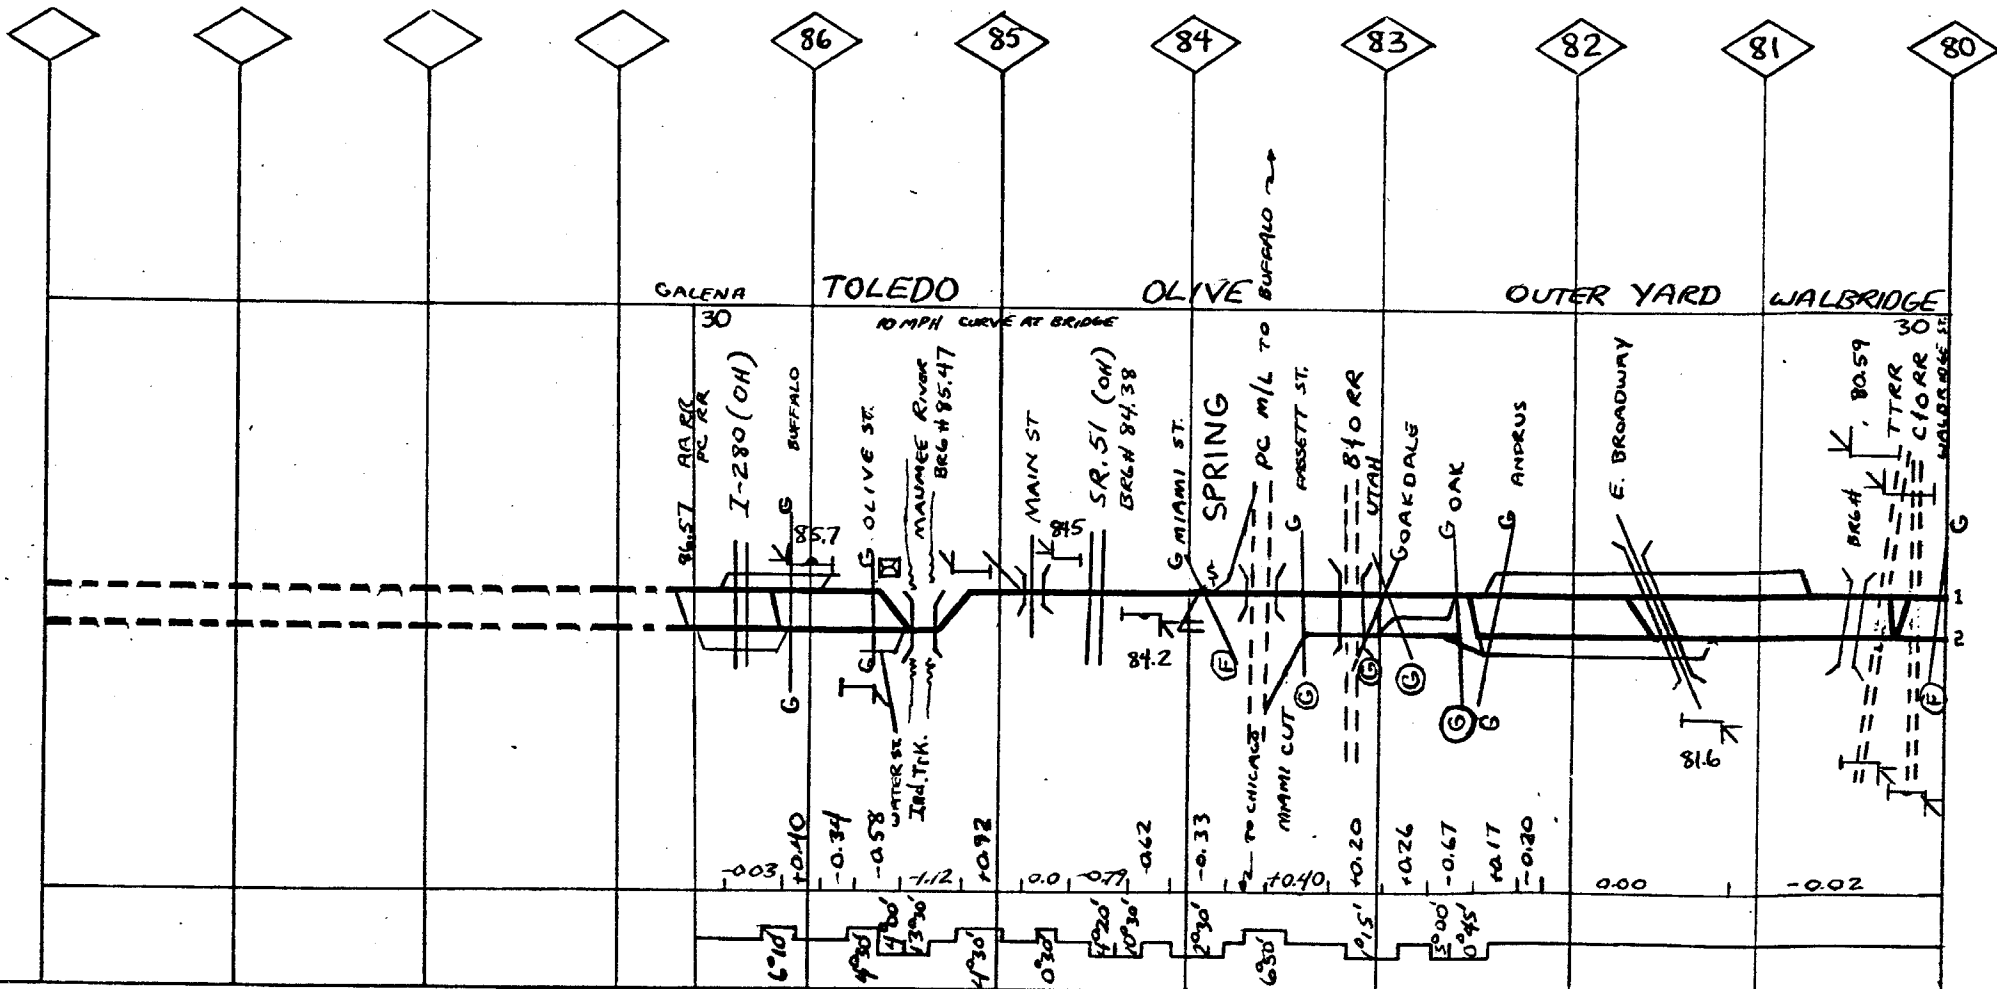 86 85 84 83 82 81 80
GALENA TOLEDO OLIVE OUTER YARD WALBRIDGE
30 10 MPH CURVE AT BRIDGE 30
86.57 AA RR
PC RR
I-280 (OH)
BUFFALO
G
85.7
G
G OLIVE ST.
G
MAUMEE RIVER
BRG # 85.47
WATER ST.
Ind. Trk.
MAIN ST
845
SR. 51 (OH)
BRG # 84.38
84.2
G MIAMI ST.
SPRING
F
PC M/L TO BUFFALO
TO CHICAGO
MIAMI CUT
FASSETT ST.
G
G
B&O RR
UTAH
G
G OAKDALE
G
G OAK
G
G ANDRUS
G
E. BROADWAY
81.6
BRG #
80.59
TTRR
C&O RR
WALBRIDGE ST.
G
F
1
2
-0.03 +0.40 -0.34 -0.58 -1.12 +0.92 0.0 -0.79 -0.62 -0.33 +0.40 +0.20 +0.26 -0.67 +0.17 -0.20 0.00 -0.02
6°10' 4°30' 4°00' 13°30' 4°30' 0°30' 4°20' 10°30' 2°30' 6°50' 1°15' 3°00' 0°45'